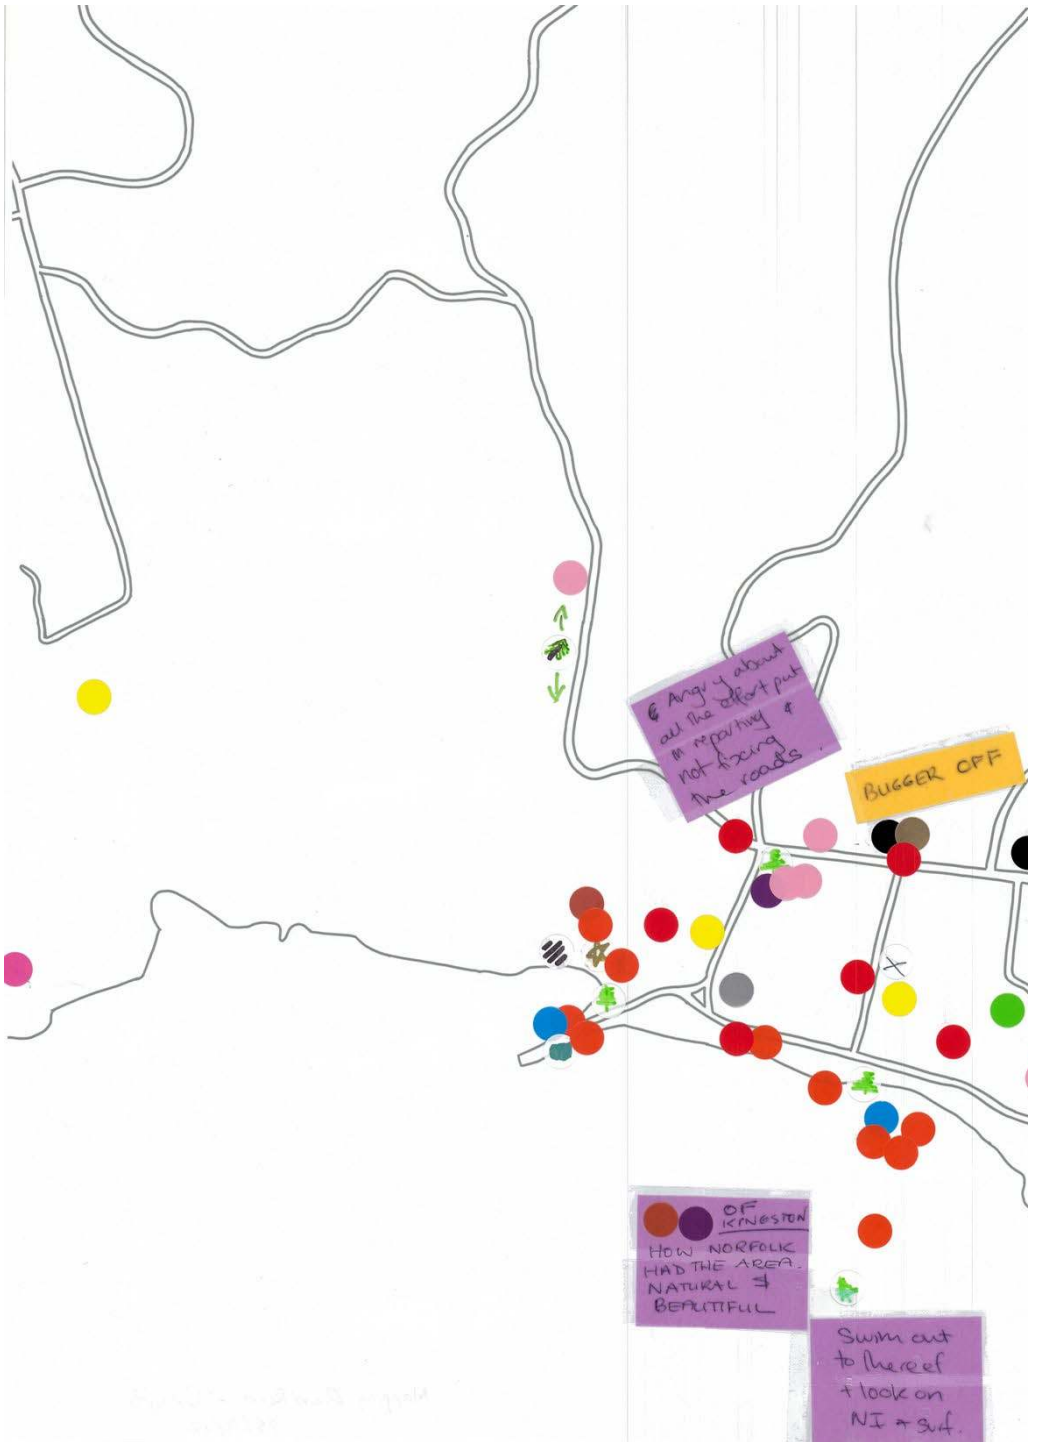 & Angry about
all the effort put
in reporting &
not fixing
the roads.
BUGGER OFF
OF
KINGSTON
HOW NORFOLK
HAD THE AREA.
NATURAL &
BEAUTIFUL
Swim out
to the reef
+ look on
NI + surf.